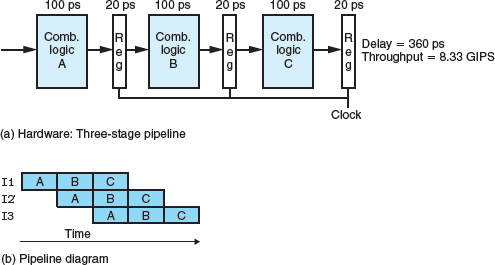 100 ps 20 ps 100 ps 20 ps 100 ps 20 ps
Comb. logic A
Reg
Comb. logic B
Reg
Comb. logic C
Reg
Delay = 360 ps
Throughput = 8.33 GIPS
Clock
(a) Hardware: Three-stage pipeline
I1 A B C
I2 A B C
I3 A B C
Time
(b) Pipeline diagram